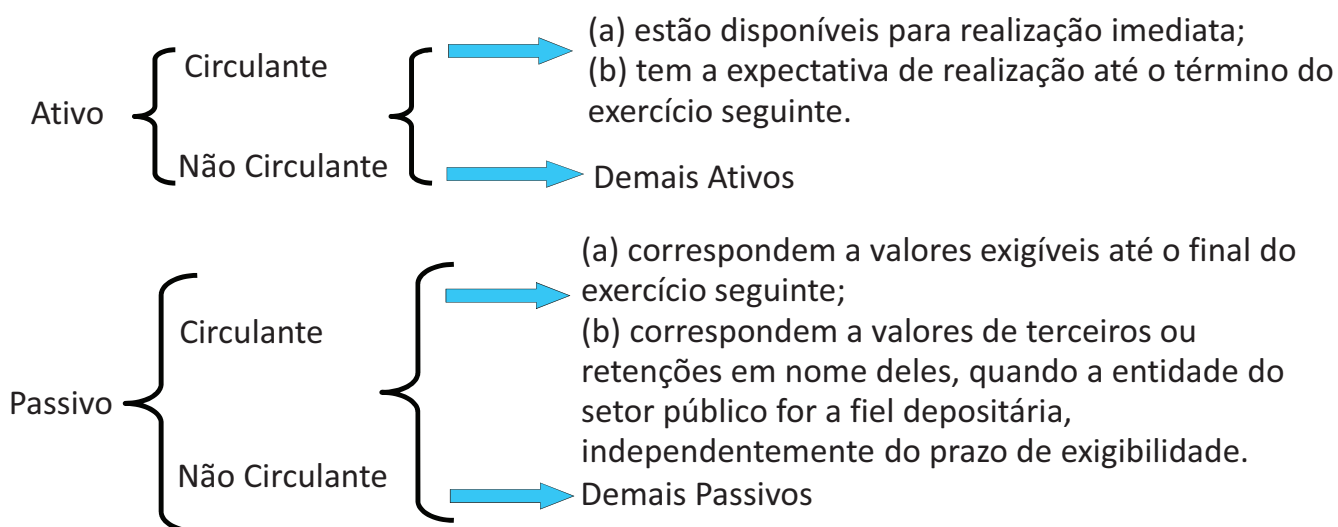 Ativo
Circulante
Não Circulante
(a) estão disponíveis para realização imediata;
(b) tem a expectativa de realização até o término do
exercício seguinte.
Demais Ativos
Passivo
Circulante
Não Circulante
(a) correspondem a valores exigíveis até o final do
exercício seguinte;
(b) correspondem a valores de terceiros ou
retenções em nome deles, quando a entidade do
setor público for a fiel depositária,
independentemente do prazo de exigibilidade.
Demais Passivos